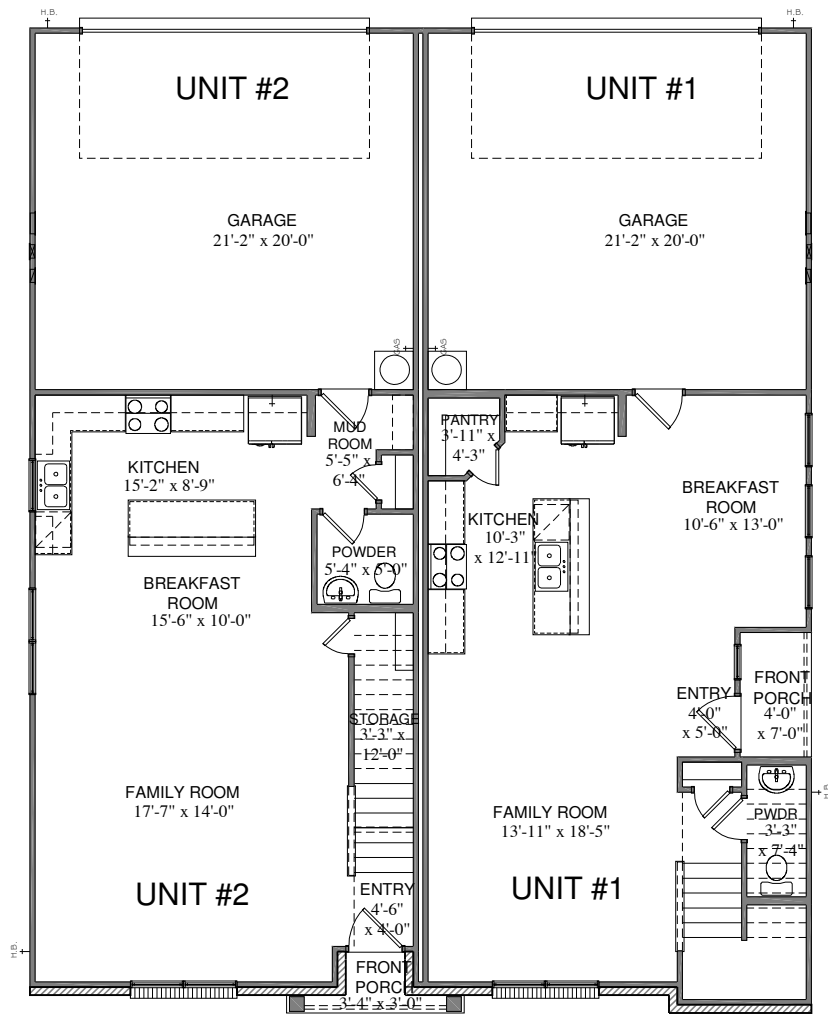 H.B.
H.B.
UNIT #2
UNIT #1
GARAGE
21'-2" x 20'-0"
GARAGE
21'-2" x 20'-0"
GAS
GAS
MUD
ROOM
5'-5" x
6'-4"
KITCHEN
15'-2" x 8'-9"
PANTRY
3'-11" x
4'-3"
KITCHEN
10'-3"
x 12'-11"
BREAKFAST
ROOM
10'-6" x 13'-0"
POWDER
5'-4" x 5'-0"
BREAKFAST
ROOM
15'-6" x 10'-0"
STORAGE
3'-3" x
12'-0"
ENTRY
4'-0"
x 5'-0"
FRONT
PORCH
4'-0"
x 7'-0"
FAMILY ROOM
17'-7" x 14'-0"
FAMILY ROOM
13'-11" x 18'-5"
PWDR
3'-3"
x 7'-4"
H.B.
UNIT #2
UNIT #1
ENTRY
4'-6"
x 4'-0"
H.B.
FRONT
PORCH
3'-4" x 3'-0"